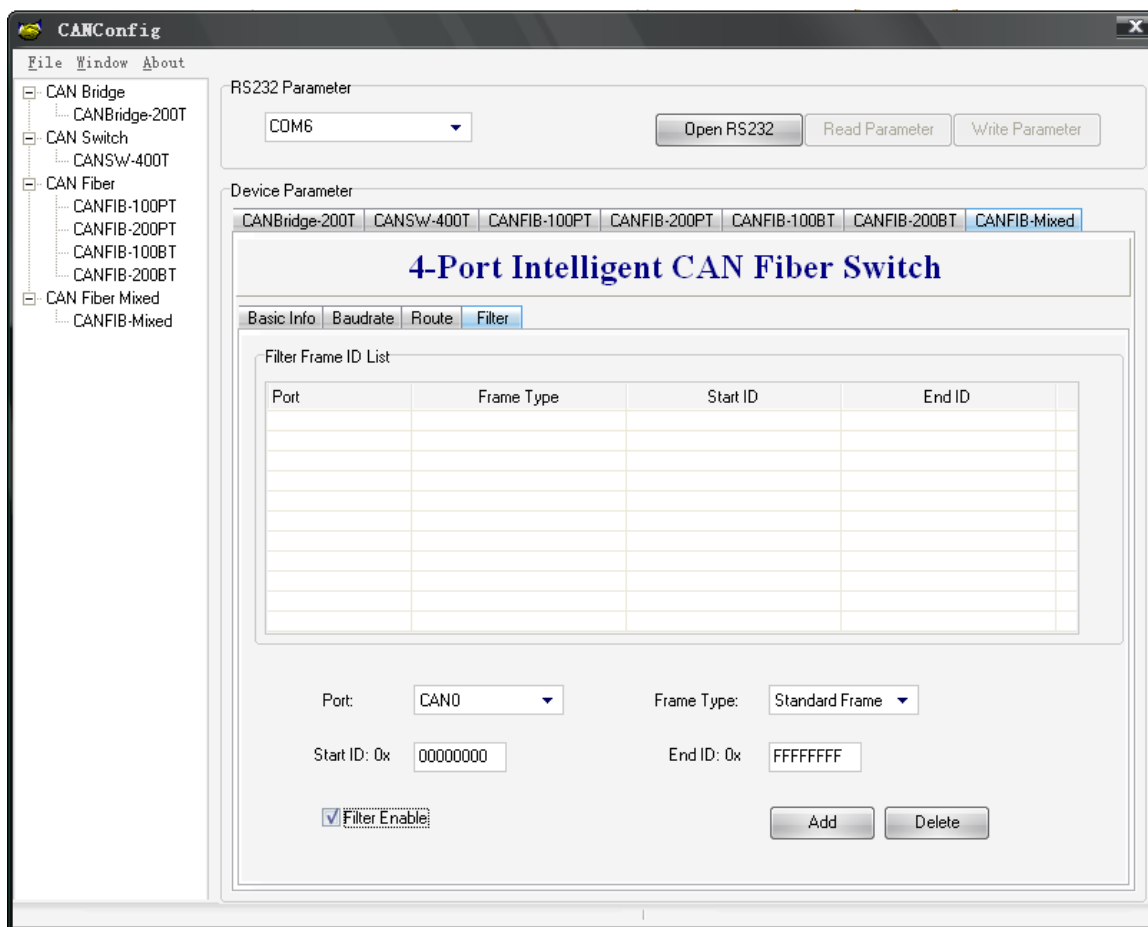 CANConfig
X
File Window About
CAN Bridge
CANBridge-200T
CAN Switch
CANSW-400T
CAN Fiber
CANFIB-100PT
CANFIB-200PT
CANFIB-100BT
CANFIB-200BT
CAN Fiber Mixed
CANFIB-Mixed
RS232 Parameter
COM6
Open RS232 Read Parameter Write Parameter
Device Parameter
CANBridge-200T CANSW-400T CANFIB-100PT CANFIB-200PT CANFIB-100BT CANFIB-200BT CANFIB-Mixed
4-Port Intelligent CAN Fiber Switch
Basic Info Baudrate Route Filter
Filter Frame ID List
Port Frame Type Start ID End ID
Port: CAN0 Frame Type: Standard Frame
Start ID: 0x 00000000 End ID: 0x FFFFFFFF
Filter Enable Add Delete